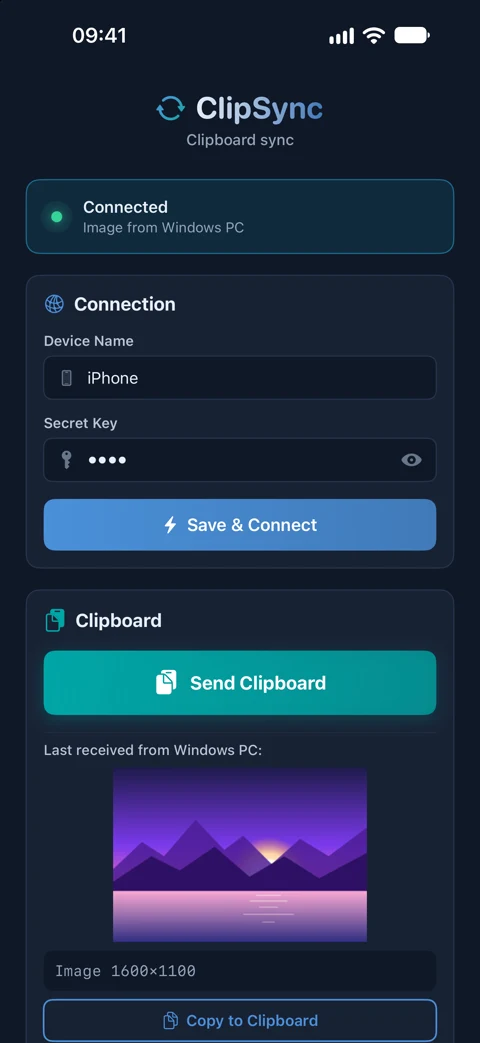 09:41
ClipSync
Clipboard sync
Connected
Image from Windows PC
Connection
Device Name
iPhone
Secret Key
••••
Save & Connect
Clipboard
Send Clipboard
Last received from Windows PC:
Image 1600×1100
Copy to Clipboard